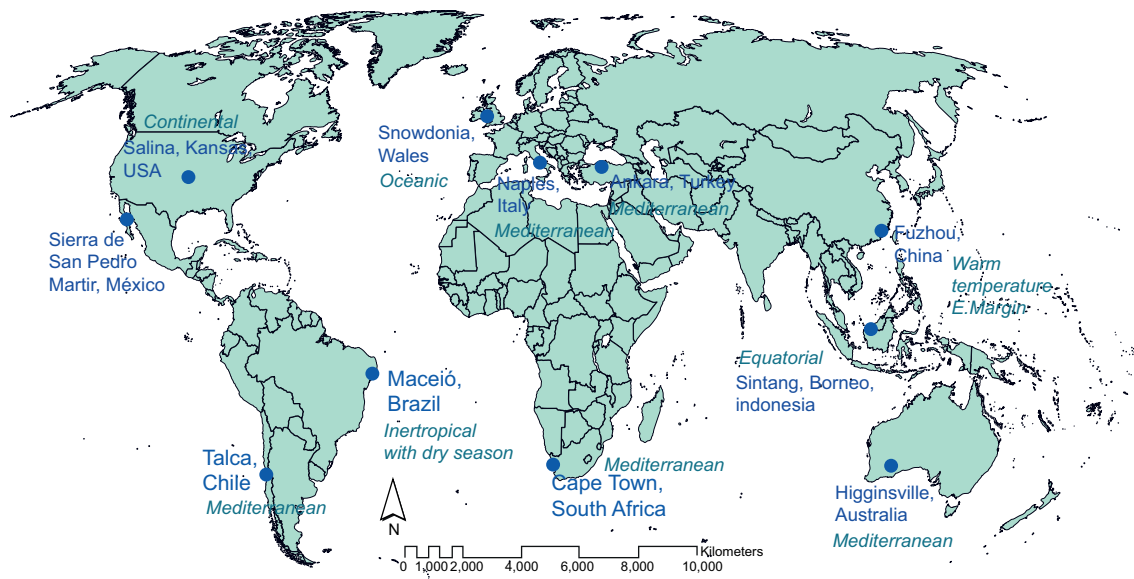 Continental
Salina, Kansas,
USA
Sierra de
San Pedro
Martir, México
Snowdonia,
Wales
Oceanic
Naples,
Italy
Mediterranean
Ankara, Turkey
Mediterranean
Fuzhou,
China
Warm
temperature
E.Margin
Equatorial
Sintang, Borneo,
indonesia
Maceió,
Brazil
Inertropical
with dry season
Talca,
Chile
Mediterranean
Mediterranean
Cape Town,
South Africa
Higginsville,
Australia
Mediterranean
N
Kilometers
0 1,000 2,000 4,000 6,000 8,000 10,000